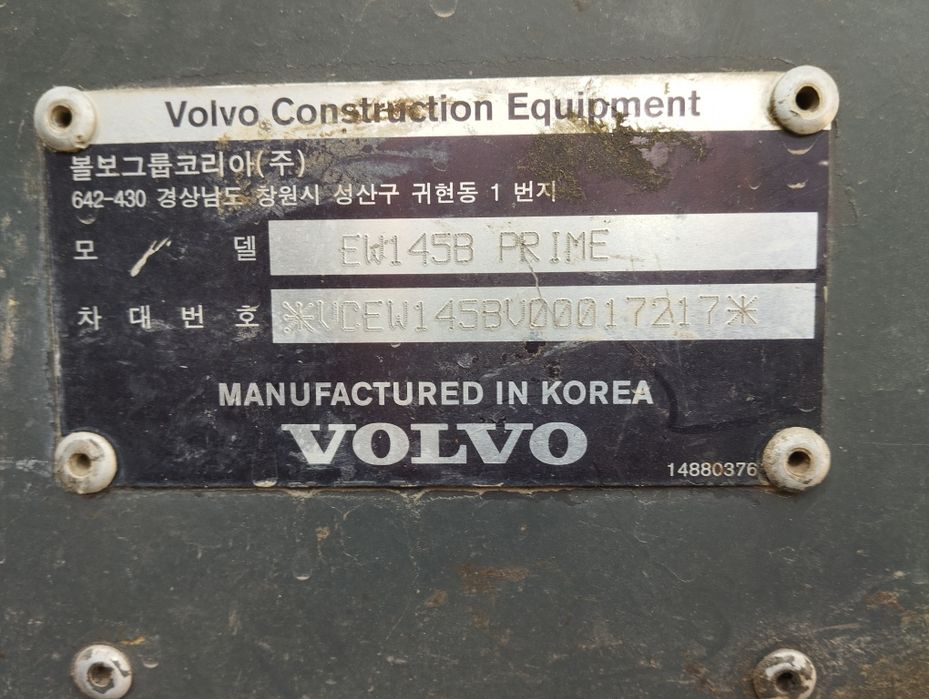 Volvo Construction Equipment
볼보그룹코리아(주)
642-430 경상남도 창원시 성산구 귀현동 1 번지
모 델 EW145B PRIME
차 대 번 호 *VCEW145BV00017217*
MANUFACTURED IN KOREA
VOLVO
14880376